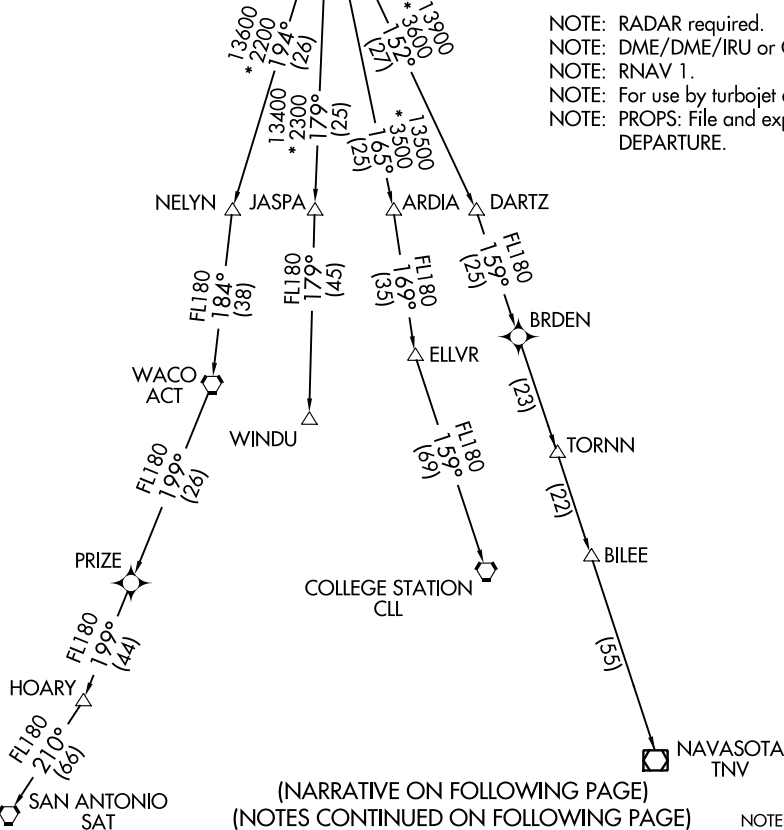 13600
* 2200
194°
(26)
13400
* 2300
179°
(25)
* 3500
13500
165°
(25)
* 3600
13900
152°
(27)
NOTE: RADAR required.
NOTE: DME/DME/IRU or
NOTE: RNAV 1.
NOTE: For use by turbojet
NOTE: PROPS: File and
DEPARTURE.
NELYN
JASPA
ARDIA
DARTZ
FL180
184°
(38)
FL180
179°
(45)
FL180
169°
(35)
FL180
159°
(25)
BRDEN
ELLVR
WACO
ACT
WINDU
(23)
TORNN
FL180
199°
(26)
FL180
159°
(69)
(22)
PRIZE
BILEE
COLLEGE STATION
CLL
FL180
199°
(44)
(55)
HOARY
FL180
210°
(66)
NAVASOTA
TNV
SAN ANTONIO
SAT
(NARRATIVE ON FOLLOWING PAGE)
(NOTES CONTINUED ON FOLLOWING PAGE)
NOTE